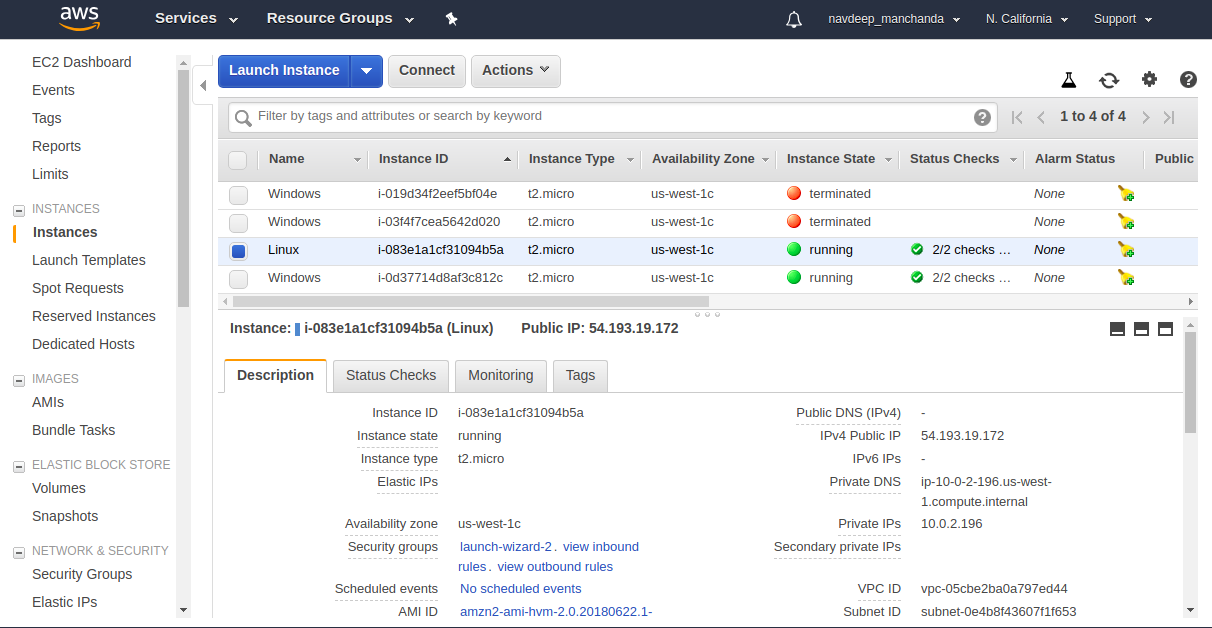 aws Services Resource Groups navdeep_manchanda N. California Support
EC2 Dashboard
Events
Tags
Reports
Limits
INSTANCES
Instances
Launch Templates
Spot Requests
Reserved Instances
Dedicated Hosts
IMAGES
AMIs
Bundle Tasks
ELASTIC BLOCK STORE
Volumes
Snapshots
NETWORK & SECURITY
Security Groups
Elastic IPs
Launch Instance Connect Actions
Filter by tags and attributes or search by keyword ? 1 to 4 of 4
Name Instance ID Instance Type Availability Zone Instance State Status Checks Alarm Status Public
Windows i-019d34f2eef5bf04e t2.micro us-west-1c terminated None
Windows i-03f4f7cea5642d020 t2.micro us-west-1c terminated None
Linux i-083e1a1cf31094b5a t2.micro us-west-1c running 2/2 checks ... None
Windows i-0d37714d8af3c812c t2.micro us-west-1c running 2/2 checks ... None
Instance: i-083e1a1cf31094b5a (Linux) Public IP: 54.193.19.172
Description Status Checks Monitoring Tags
Instance ID i-083e1a1cf31094b5a Public DNS (IPv4) -
Instance state running IPv4 Public IP 54.193.19.172
Instance type t2.micro IPv6 IPs -
Elastic IPs Private DNS ip-10-0-2-196.us-west-
1.compute.internal
Availability zone us-west-1c Private IPs 10.0.2.196
Security groups launch-wizard-2. view inbound Secondary private IPs
rules. view outbound rules
Scheduled events No scheduled events VPC ID vpc-05cbe2ba0a797ed44
AMI ID amzn2-ami-hvm-2.0.20180622.1- Subnet ID subnet-0e4b8f43607f1f653